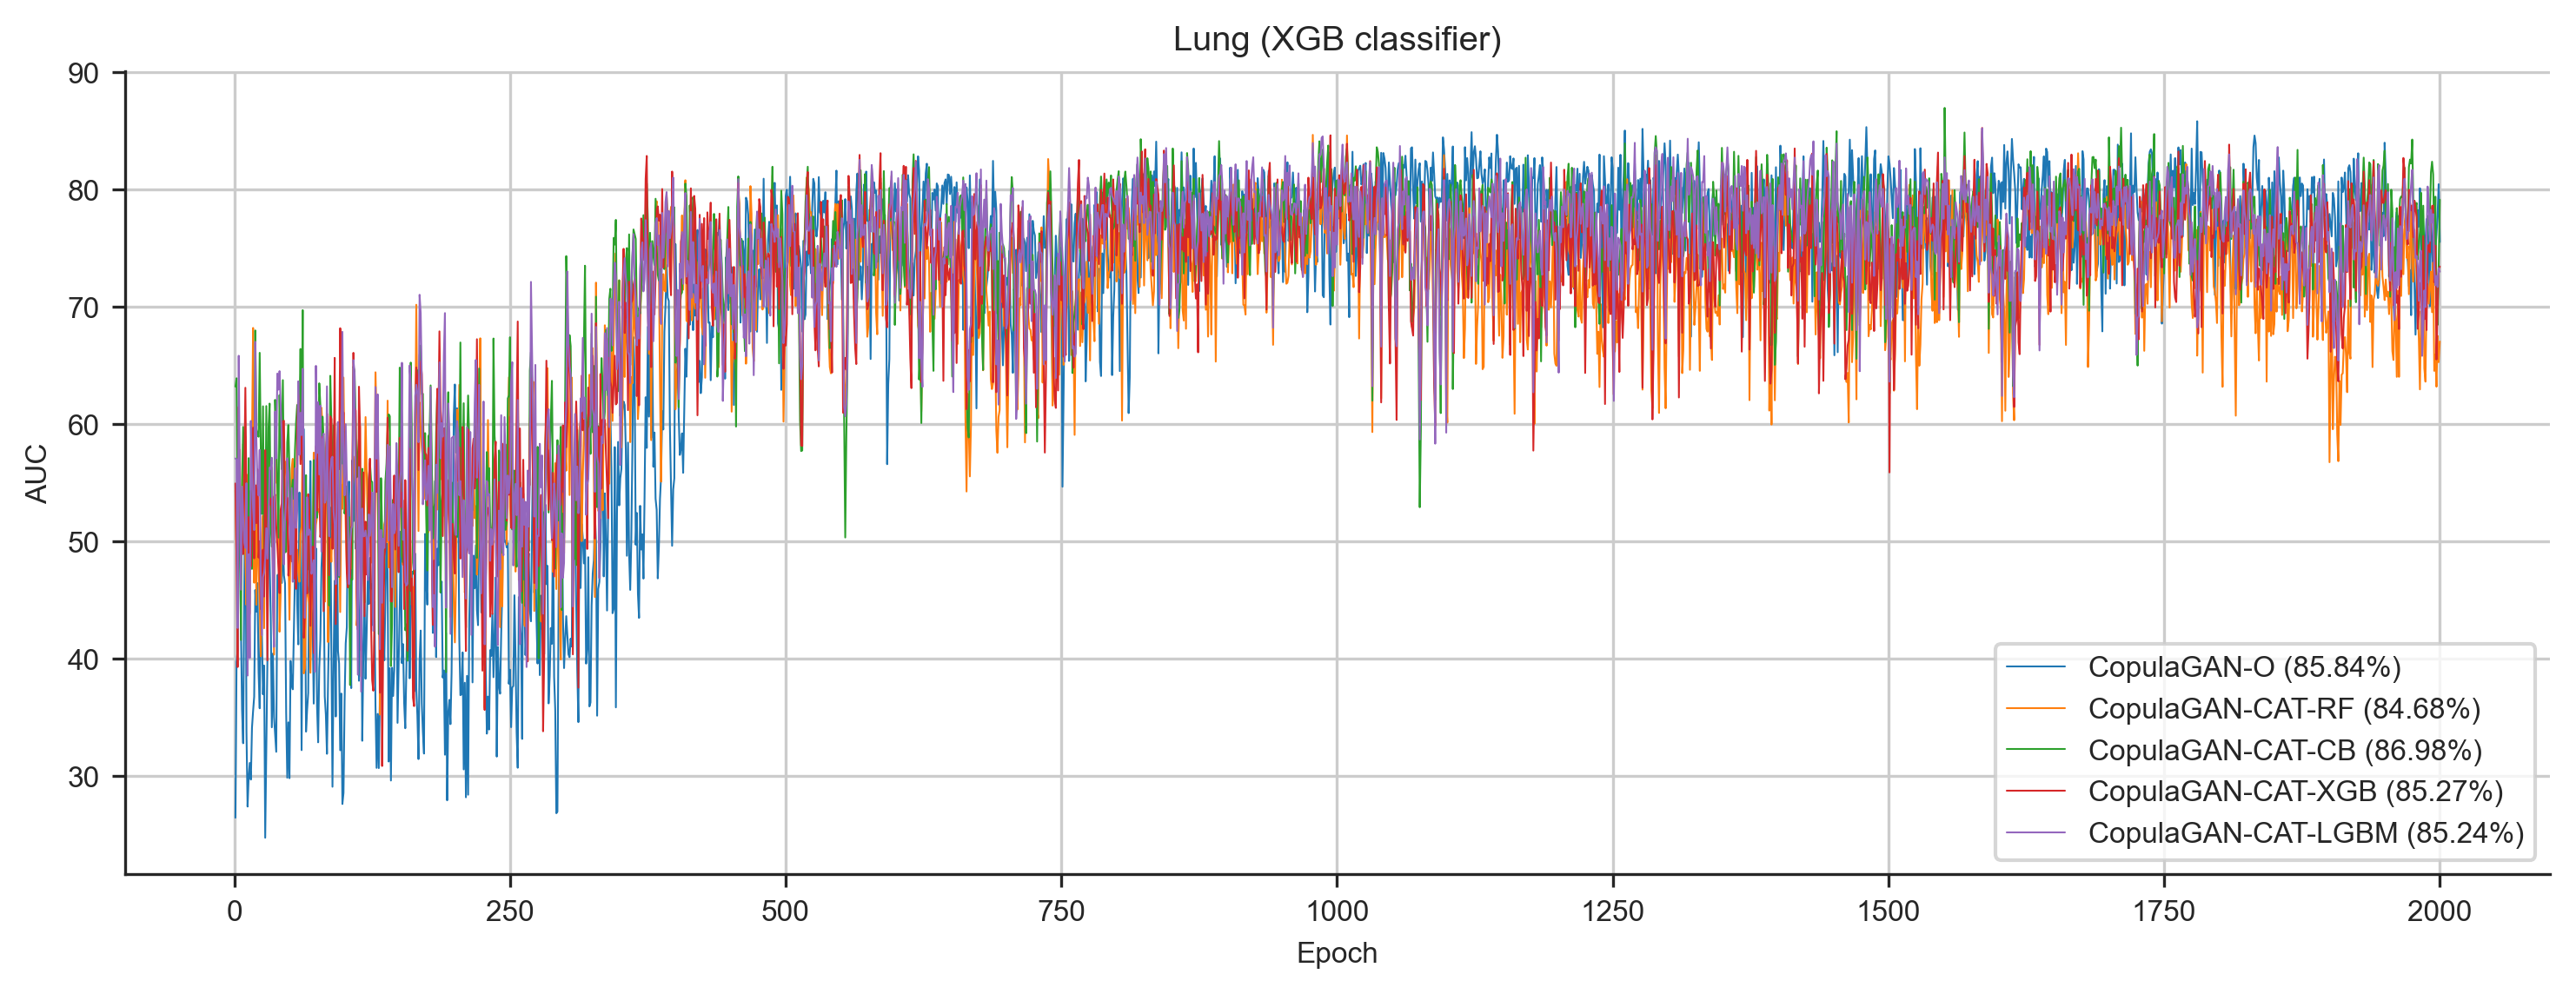 Lung (XGB classifier)
90
80
70
60
50
40
30
AUC
0 250 500 750 1000 1250 1500 1750 2000
Epoch
CopulaGAN-O (85.84%)
CopulaGAN-CAT-RF (84.68%)
CopulaGAN-CAT-CB (86.98%)
CopulaGAN-CAT-XGB (85.27%)
CopulaGAN-CAT-LGBM (85.24%)